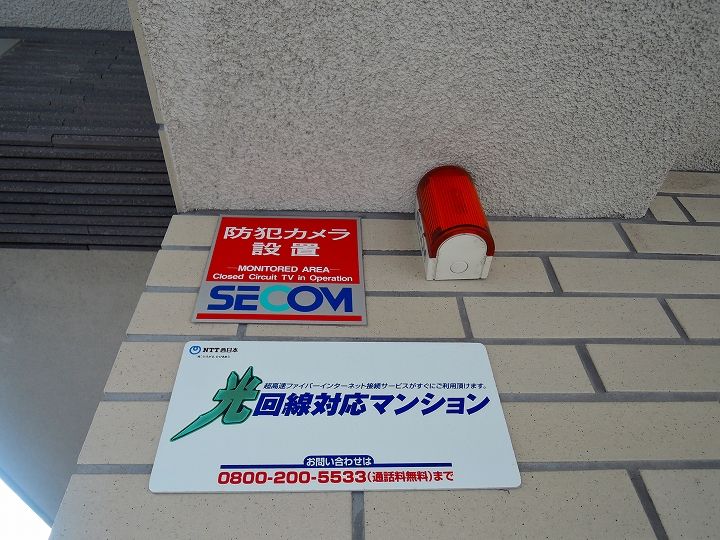 防犯カメラ
設置
MONITORED AREA
Closed Circuit TV in Operation
SECOM
NTT西日本
超高速ファイバーインターネット接続サービスがすぐにご利用頂けます。
光回線対応マンション
お問い合わせは
0800-200-5533(通話料無料)まで